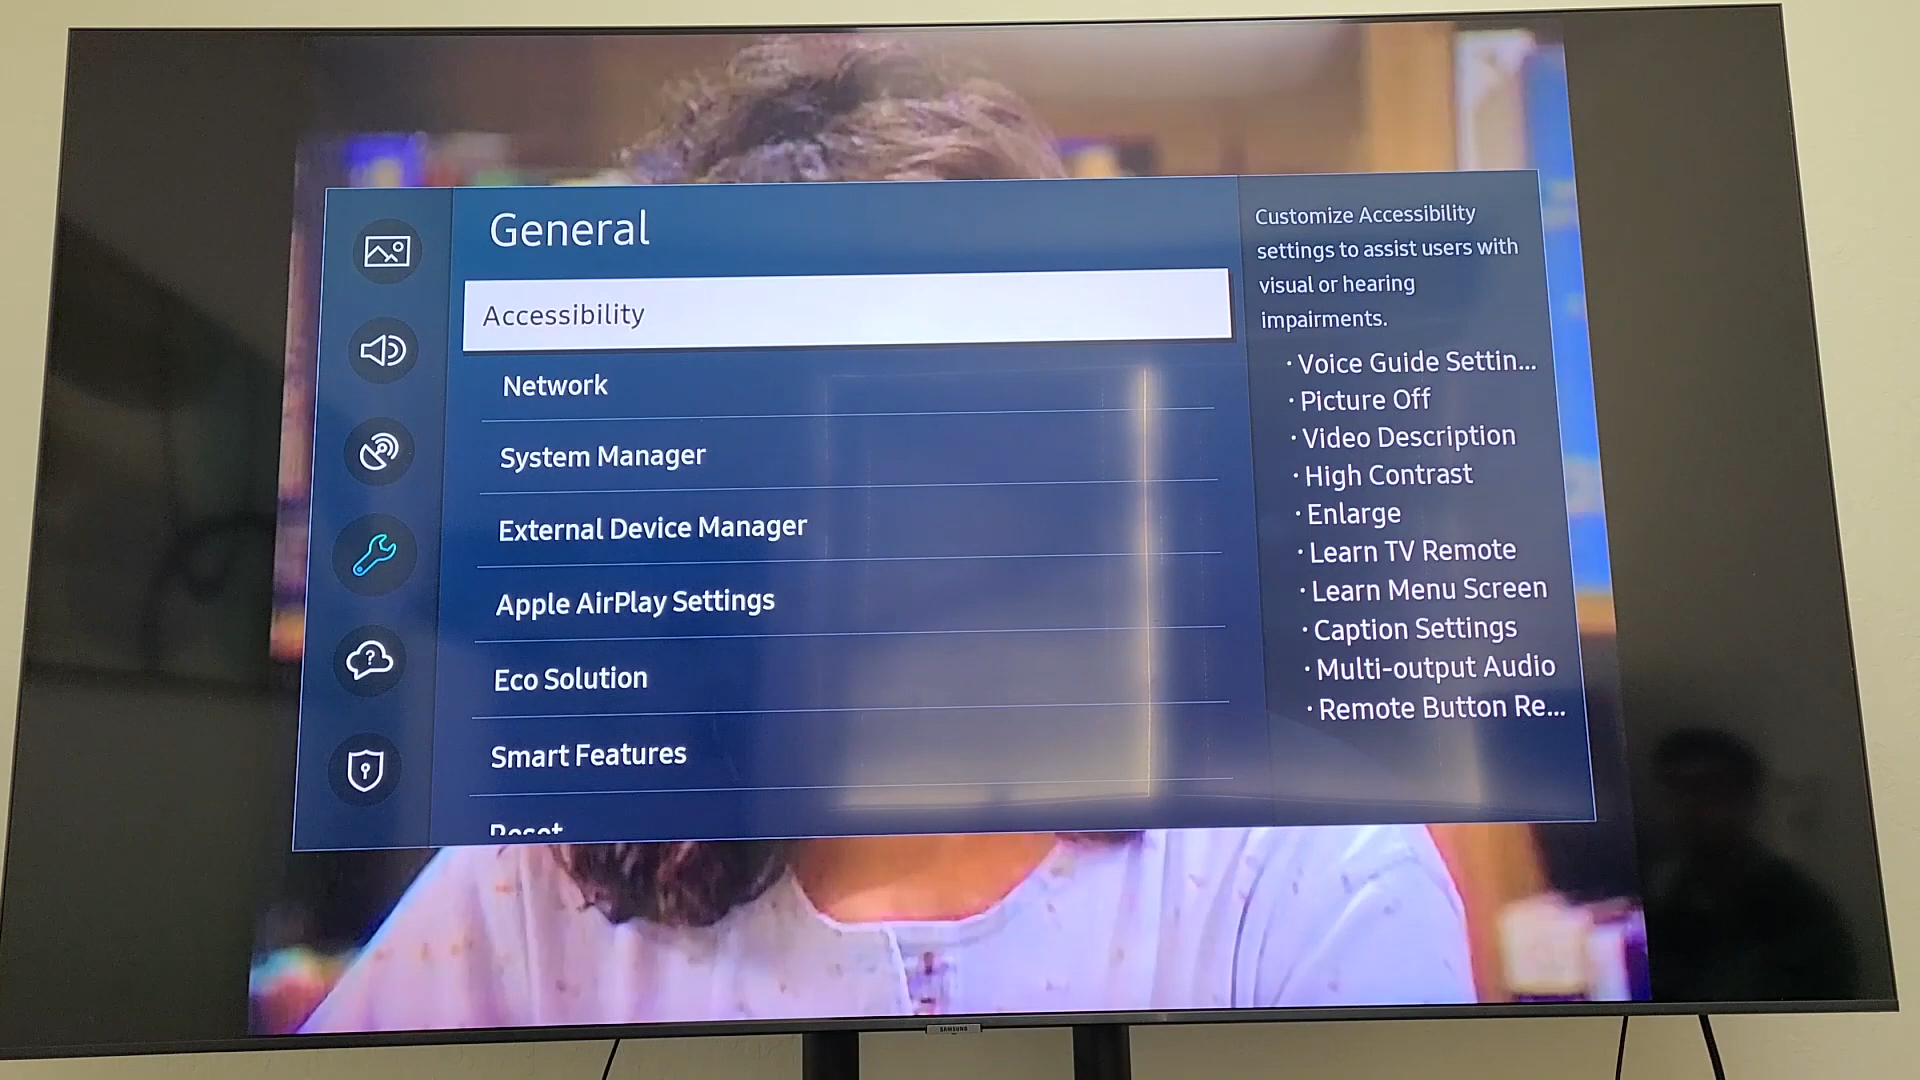 General
Accessibility
Network
System Manager
External Device Manager
Apple AirPlay Settings
Eco Solution
Smart Features
Reset
Customize Accessibility
settings to assist users with
visual or hearing
impairments.
· Voice Guide Settin...
· Picture Off
· Video Description
· High Contrast
· Enlarge
· Learn TV Remote
· Learn Menu Screen
· Caption Settings
· Multi-output Audio
· Remote Button Re...
SAMSUNG